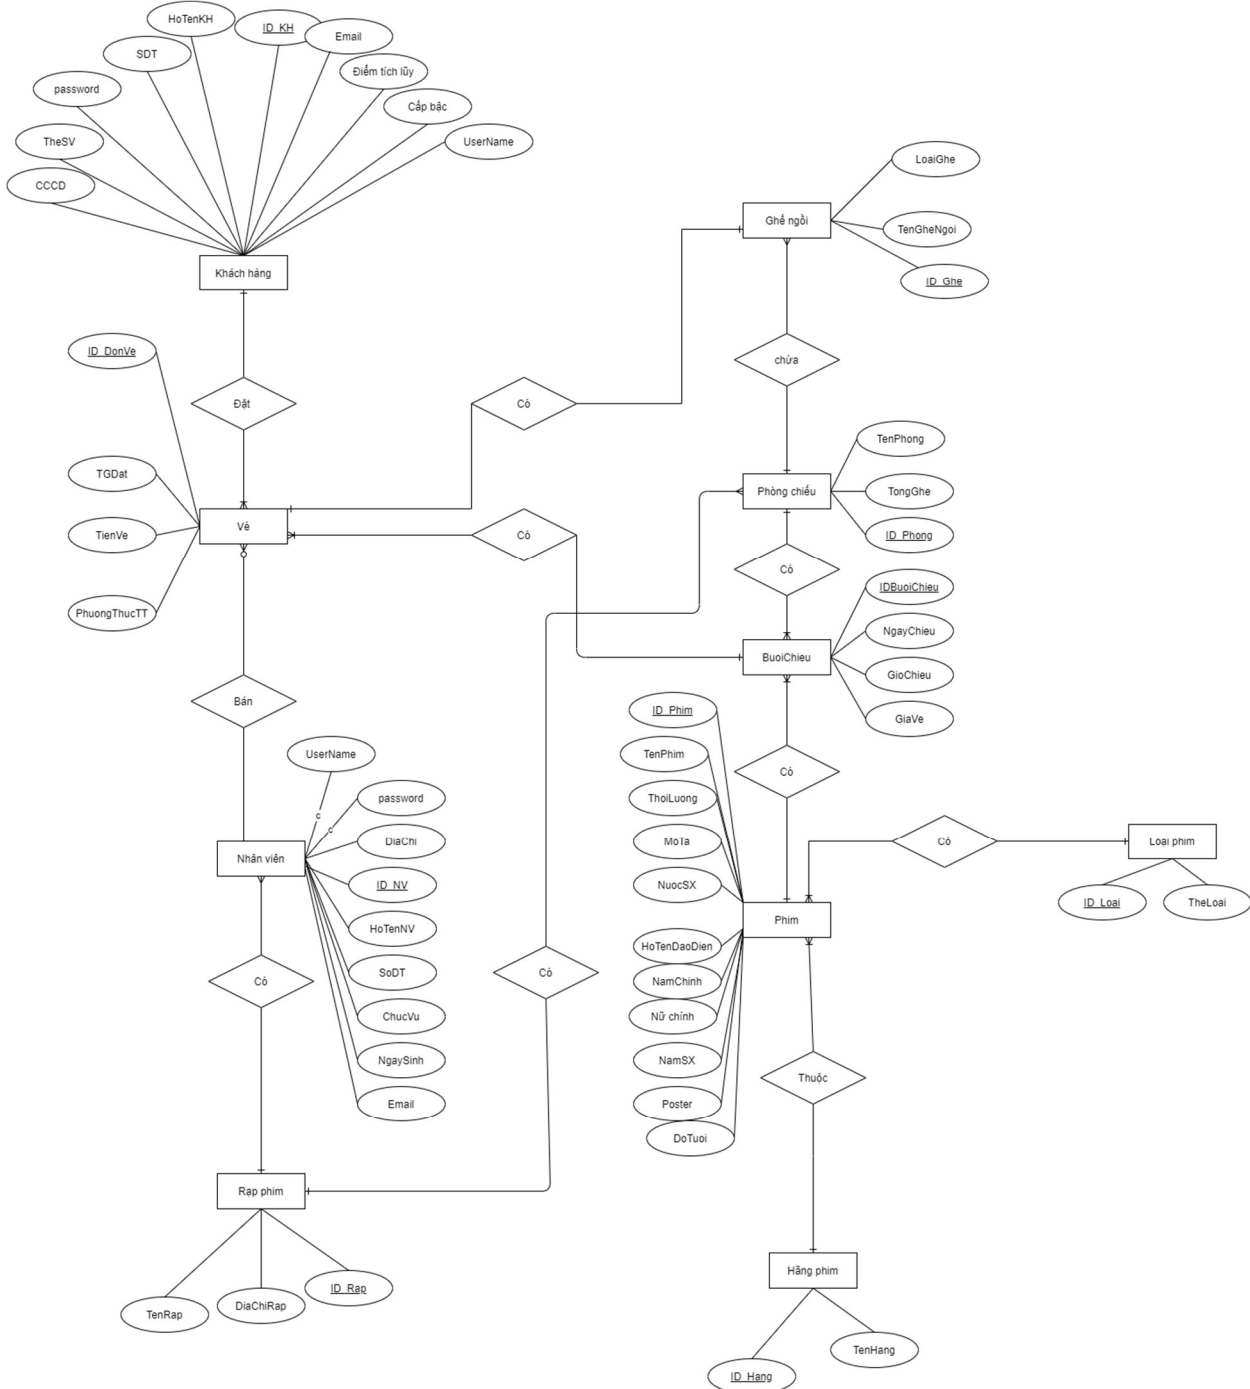 HoTenKH
ID_KH
Email
SDT
Điểm tích lũy
password
Cấp bậc
TheSV
UserName
CCCD
Khách hàng
LoaiGhe
Ghế ngồi
TenGheNgoi
ID_Ghe
ID_DonVe
chứa
Đặt
Có
TenPhong
TGDat
Phòng chiếu
TongGhe
Vé
TienVe
Có
ID_Phong
Có
IDBuoiChieu
PhuongThucTT
NgayChieu
BuoiChieu
GioChieu
Bán
ID_Phim
GiaVe
UserName
TenPhim
Có
password
ThoiLuong
c
c
DiaChi
MoTa
Có
Loại phim
Nhân viên
ID_NV
NuocSX
ID_Loai
TheLoai
Phim
HoTenNV
HoTenDaoDien
SoDT
Có
Có
NamChinh
ChucVu
Nữ chính
NgaySinh
NamSX
Thuộc
Email
Poster
DoTuoi
Rạp phim
Hãng phim
ID_Rap
DiaChiRap
TenRap
TenHang
ID_Hang